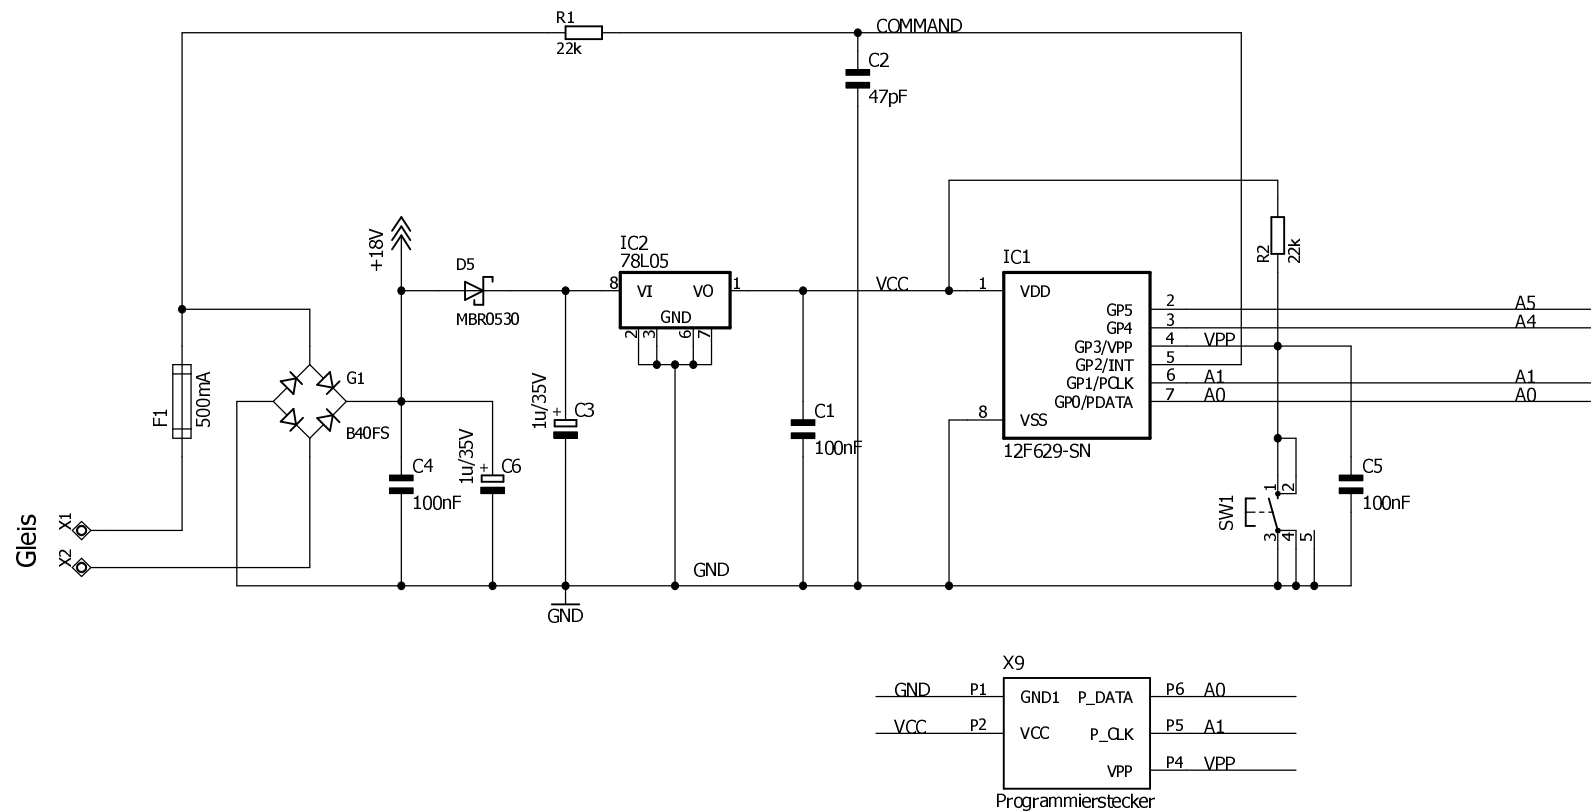 R1
22k
COMMAND
C2
47pF
+18V
D5
MBR0530
IC2
78L05
8
VI
VO
1
GND
2
3
6
7
VCC
IC1
1
VDD
GP5
2
A5
GP4
3
A4
GP3/VPP
4
VPP
GP2/INT
5
GP1/PCLK
6
A1
A1
GP0/PDATA
7
A0
A0
8
VSS
12F629-SN
R2
22k
F1
500mA
G1
B40FS
1u/35V
+
C3
C1
100nF
C4
100nF
1u/35V
+
C6
C5
100nF
SW1
1
2
3
4
5
Gleis
X1
X2
GND
GND
X9
GND
P1
GND1
P_DATA
P6
A0
VCC
P2
VCC
P_CLK
P5
A1
VPP
P4
VPP
Programmierstecker